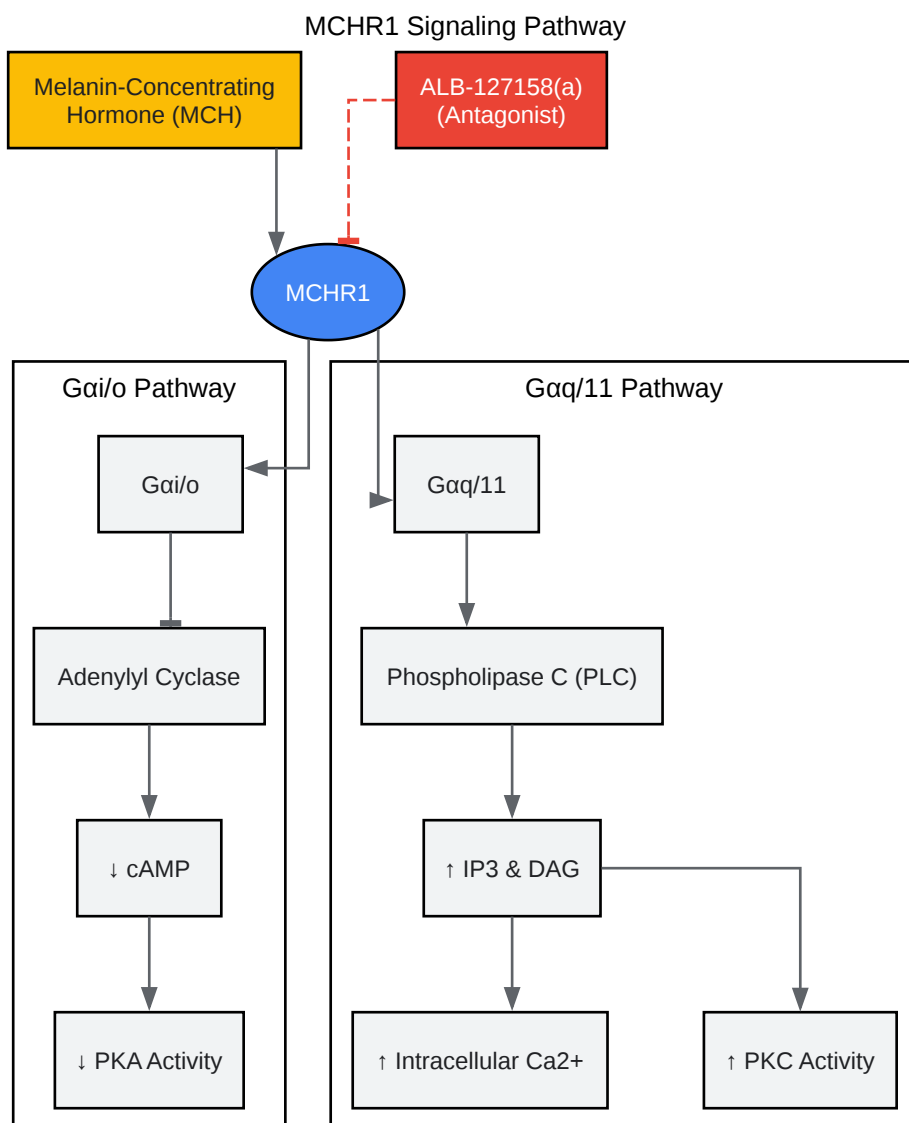 MCHR1 Signaling Pathway
Melanin-Concentrating
Hormone (MCH)
ALB-127158(a)
(Antagonist)
MCHR1
Gαi/o Pathway
Gαq/11 Pathway
Gαi/o
Gαq/11
Adenylyl Cyclase
Phospholipase C (PLC)
↓ cAMP
↑ IP3 & DAG
↓ PKA Activity
↑ Intracellular Ca2+
↑ PKC Activity